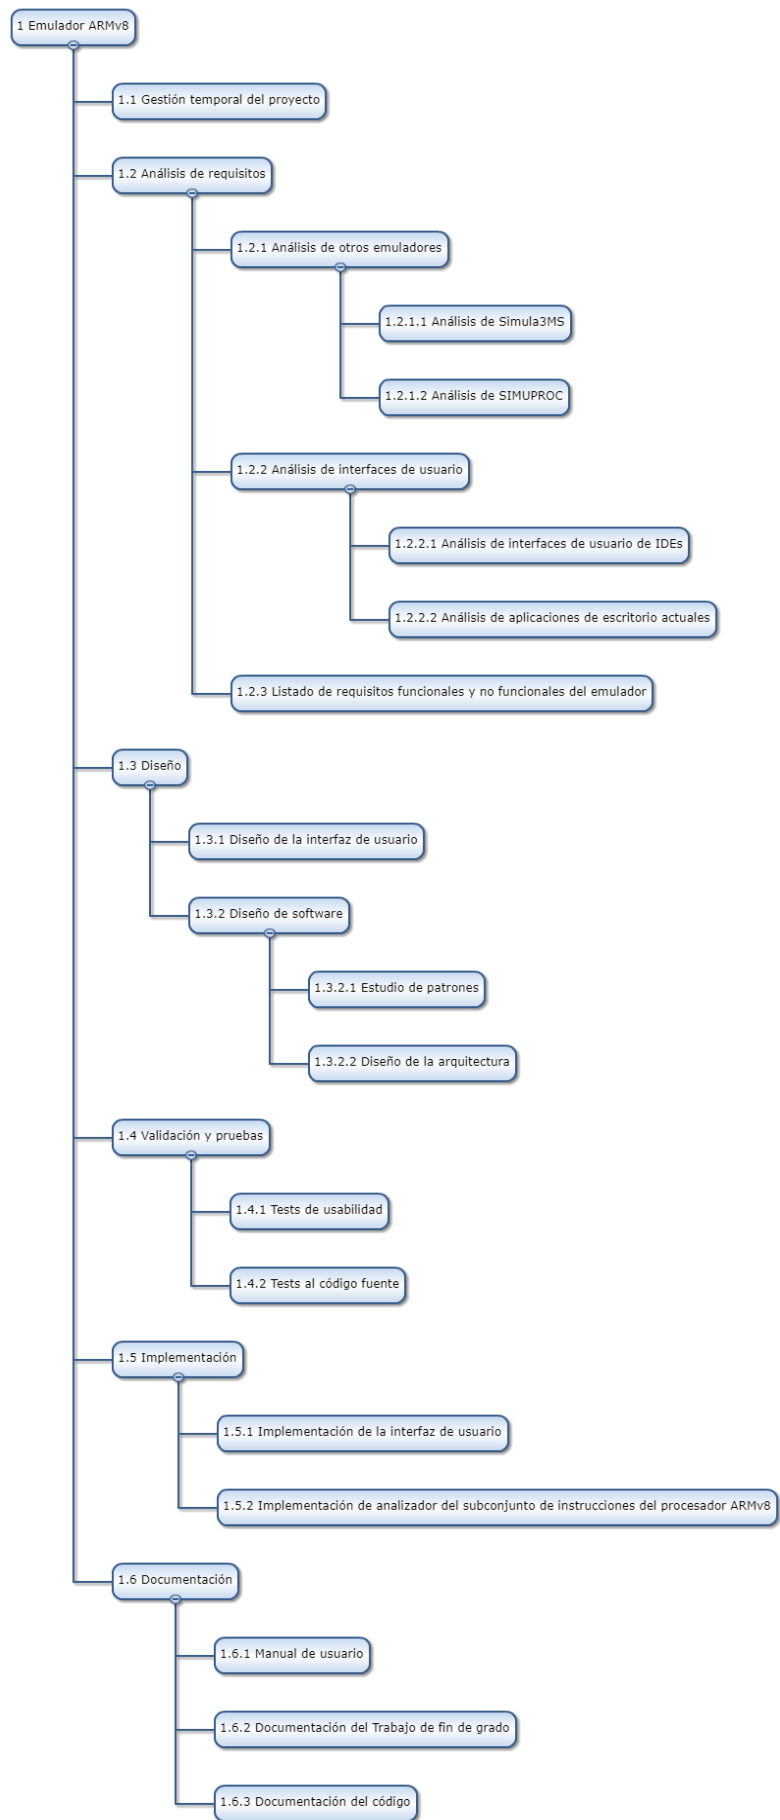 1 Emulador ARMv8
1.1 Gestión temporal del proyecto
1.2 Análisis de requisitos
1.2.1 Análisis de otros emuladores
1.2.1.1 Análisis de Simula3MS
1.2.1.2 Análisis de SIMUPROC
1.2.2 Análisis de interfaces de usuario
1.2.2.1 Análisis de interfaces de usuario de IDEs
1.2.2.2 Análisis de aplicaciones de escritorio actuales
1.2.3 Listado de requisitos funcionales y no funcionales del emulador
1.3 Diseño
1.3.1 Diseño de la interfaz de usuario
1.3.2 Diseño de software
1.3.2.1 Estudio de patrones
1.3.2.2 Diseño de la arquitectura
1.4 Validación y pruebas
1.4.1 Tests de usabilidad
1.4.2 Tests al código fuente
1.5 Implementación
1.5.1 Implementación de la interfaz de usuario
1.5.2 Implementación de analizador del subconjunto de instrucciones del procesador ARMv8
1.6 Documentación
1.6.1 Manual de usuario
1.6.2 Documentación del Trabajo de fin de grado
1.6.3 Documentación del código